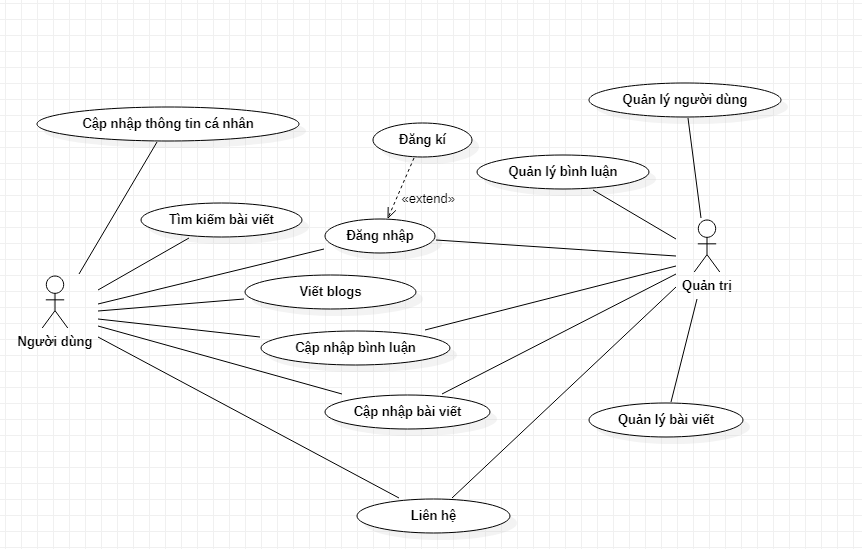 Quản lý người dùng
Cập nhập thông tin cá nhân
Đăng kí
Quản lý bình luận
«extend»
Tìm kiếm bài viết
Đăng nhập
Viết blogs
Quản trị
Người dùng
Cập nhập bình luận
Cập nhập bài viết
Quản lý bài viết
Liên hệ